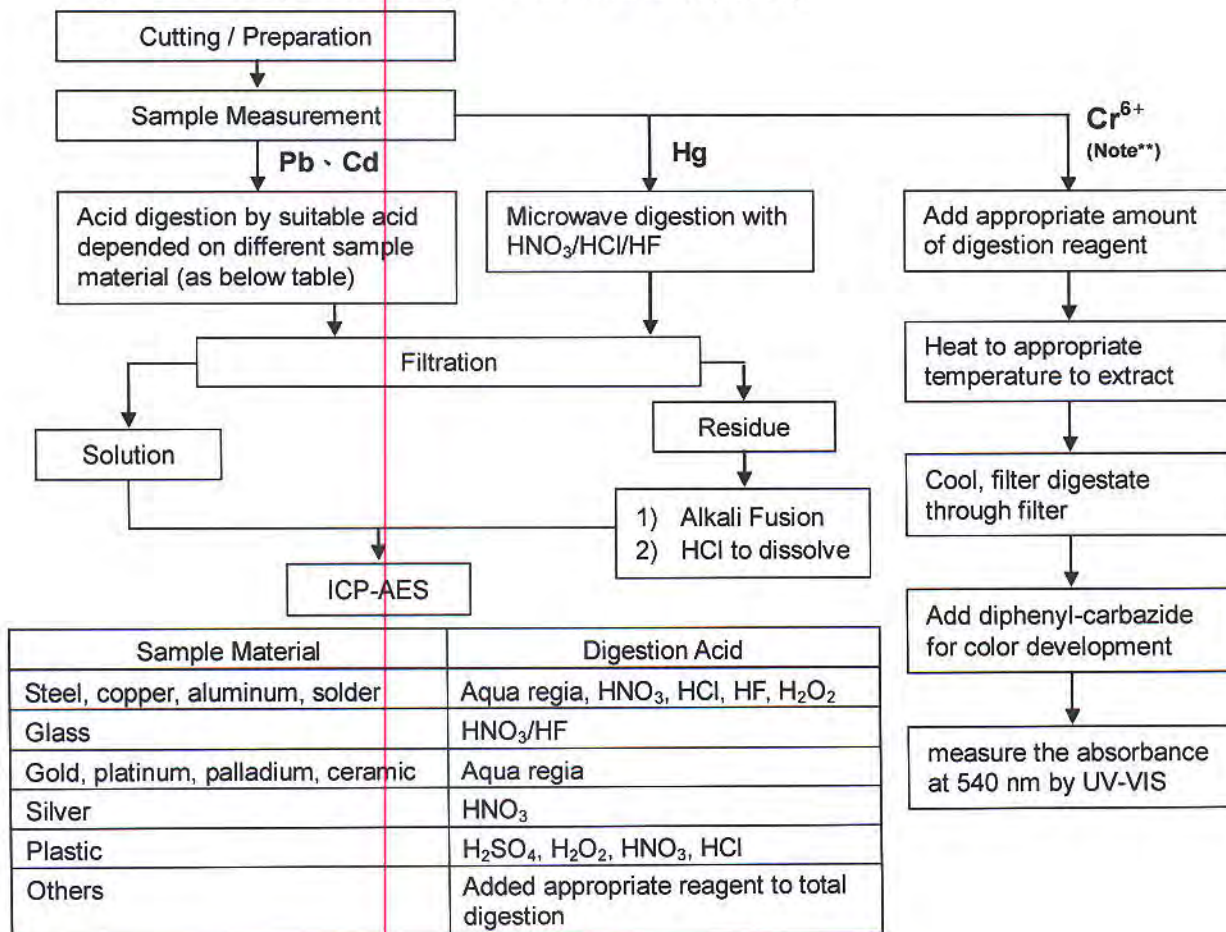 Cutting / Preparation
Sample Measurement
Pb、Cd
Hg
Cr⁶⁺
(Note**)
Acid digestion by suitable acid
depended on different sample
material (as below table)
Microwave digestion with
HNO₃/HCl/HF
Add appropriate amount
of digestion reagent
Filtration
Heat to appropriate
temperature to extract
Solution
Residue
1) Alkali Fusion
2) HCl to dissolve
Cool, filter digestate
through filter
ICP-AES
Add diphenyl-carbazide
for color development
measure the absorbance
at 540 nm by UV-VIS
Sample Material Digestion Acid
Steel, copper, aluminum, solder Aqua regia, HNO₃, HCl, HF, H₂O₂
Glass HNO₃/HF
Gold, platinum, palladium, ceramic Aqua regia
Silver HNO₃
Plastic H₂SO₄, H₂O₂, HNO₃, HCl
Others Added appropriate reagent to total
digestion